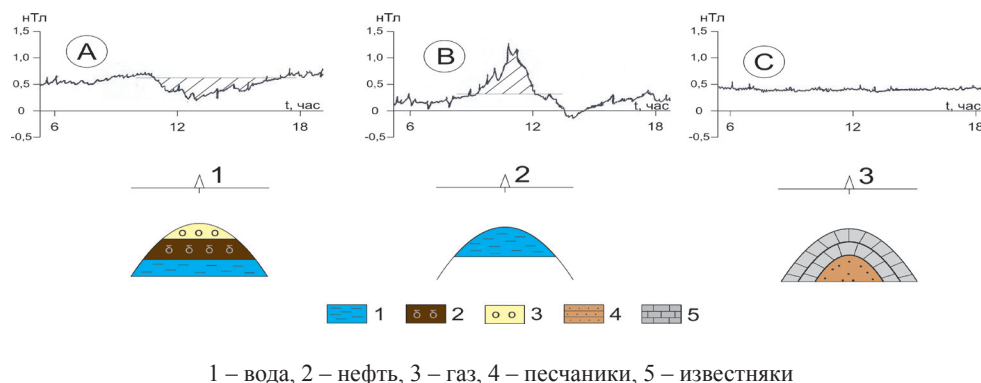 нТл нТл нТл
1,5 1,5 1,5
A B C
1,0 1,0 1,0
0,5 0,5 0,5
t, час t, час t, час
0 0 0
-0,5 6 12 18 -0,5 6 12 18 -0,5 6 12 18
1 2 3
1 2 3 4 5
1 – вода, 2 – нефть, 3 – газ, 4 – песчаники, 5 – известняки